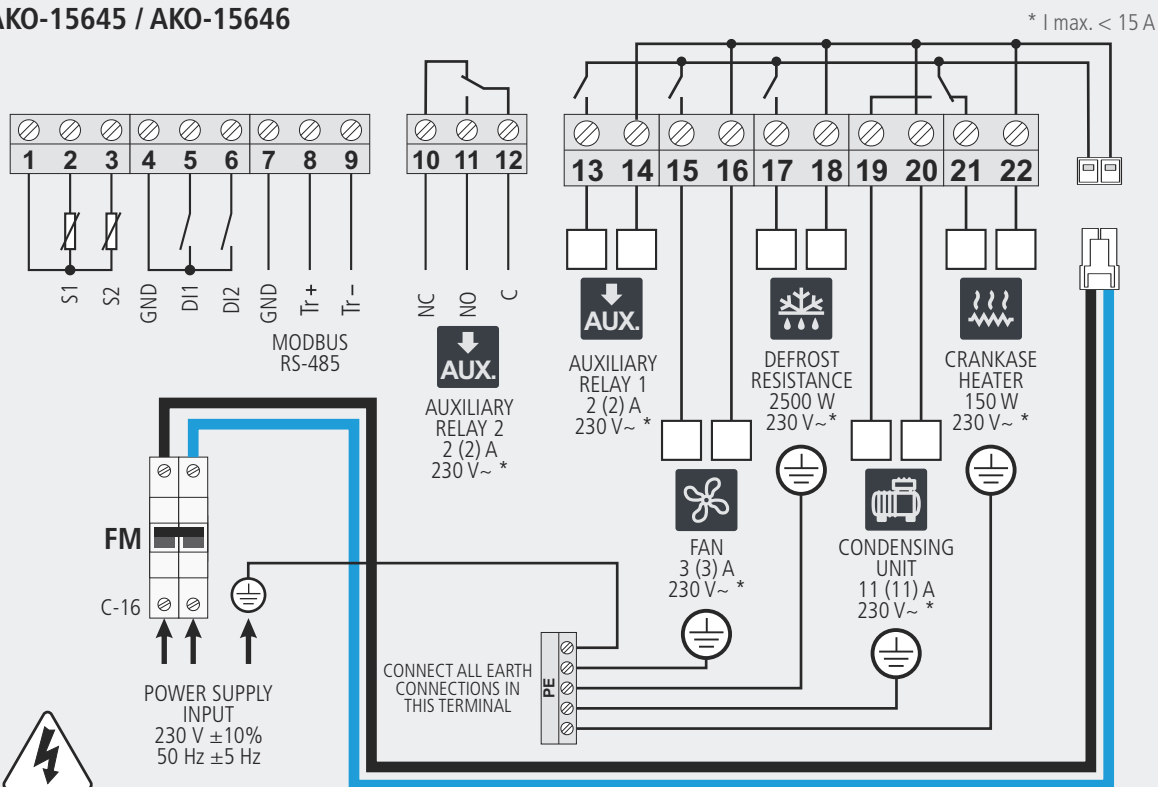 AKO-15645 / AKO-15646
* I max. < 15 A
1 2 3 4 5 6 7 8 9
10 11 12
13 14 15 16 17 18 19 20 21 22
S1
S2
GND
DI1
DI2
GND
Tr+
Tr−
MODBUS
RS-485
NC
NO
C
AUX.
AUXILIARY
RELAY 2
2 (2) A
230 V~ *
AUX.
AUXILIARY
RELAY 1
2 (2) A
230 V~ *
DEFROST
RESISTANCE
2500 W
230 V~*
CRANKASE
HEATER
150 W
230 V~ *
FAN
3 (3) A
230 V~ *
CONDENSING
UNIT
11 (11) A
230 V~ *
FM
C-16
POWER SUPPLY
INPUT
230 V ±10%
50 Hz ±5 Hz
CONNECT ALL EARTH
CONNECTIONS IN
THIS TERMINAL
PE